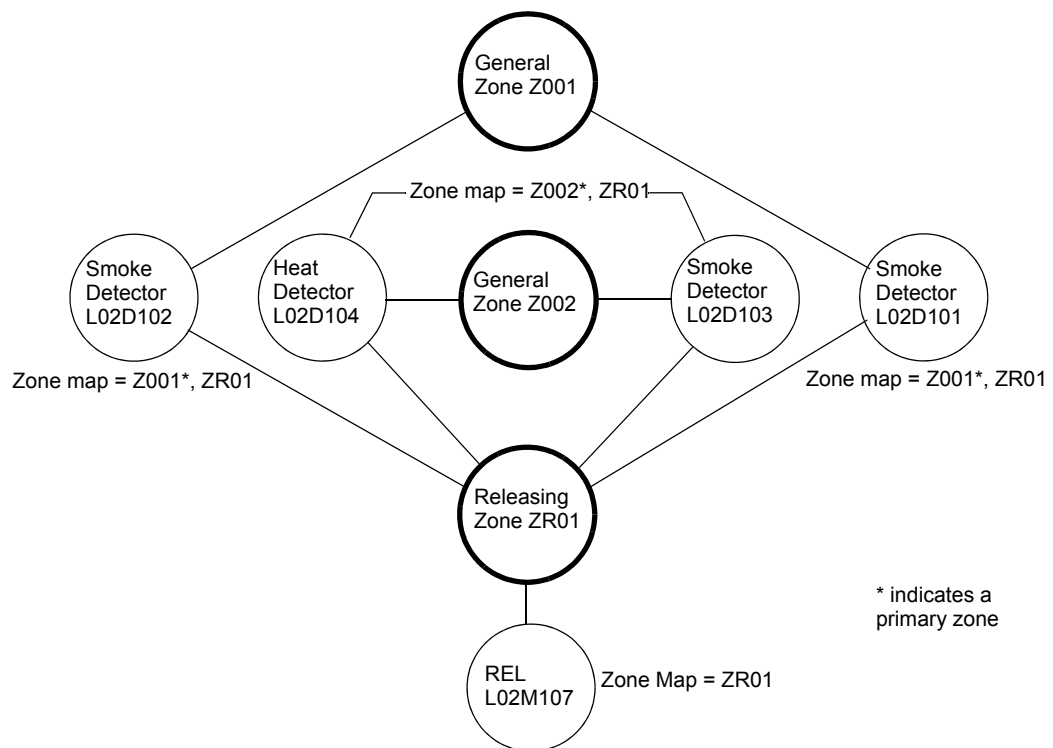 General
Zone Z001
Zone map = Z002*, ZR01
Smoke
Detector
L02D102
Heat
Detector
L02D104
General
Zone Z002
Smoke
Detector
L02D103
Smoke
Detector
L02D101
Zone map = Z001*, ZR01
Zone map = Z001*, ZR01
Releasing
Zone ZR01
* indicates a
primary zone
REL
L02M107
Zone Map = ZR01